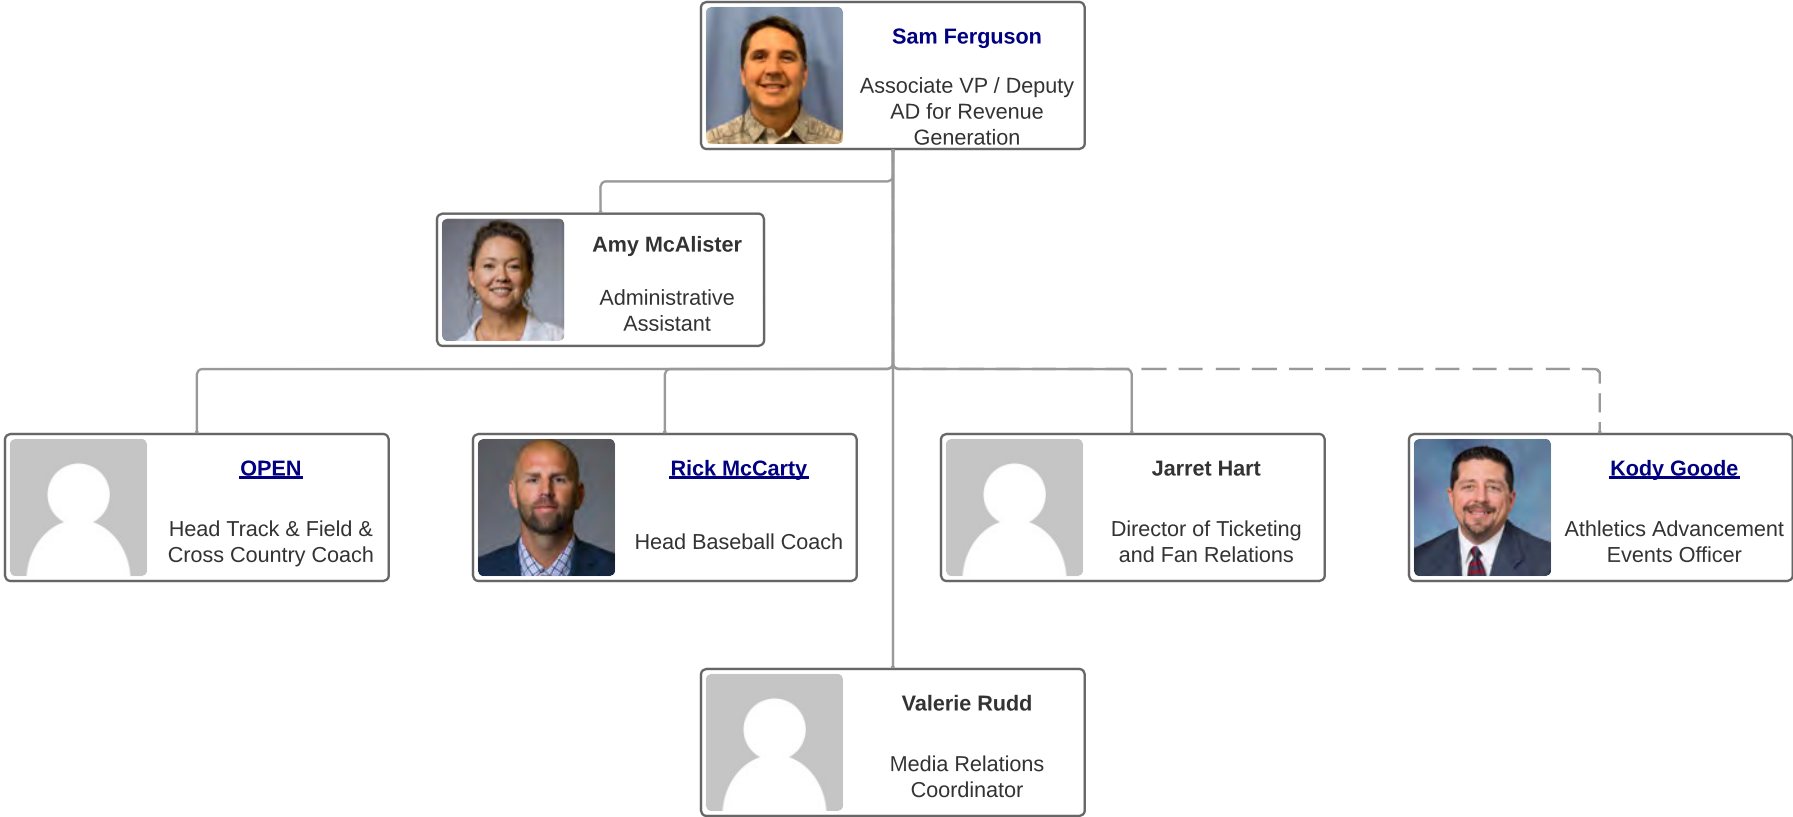 Sam Ferguson
Associate VP / Deputy
AD for Revenue
Generation
Amy McAlister
Administrative
Assistant
OPEN
Head Track & Field &
Cross Country Coach
Rick McCarty
Head Baseball Coach
Jarret Hart
Director of Ticketing
and Fan Relations
Kody Goode
Athletics Advancement
Events Officer
Valerie Rudd
Media Relations
Coordinator